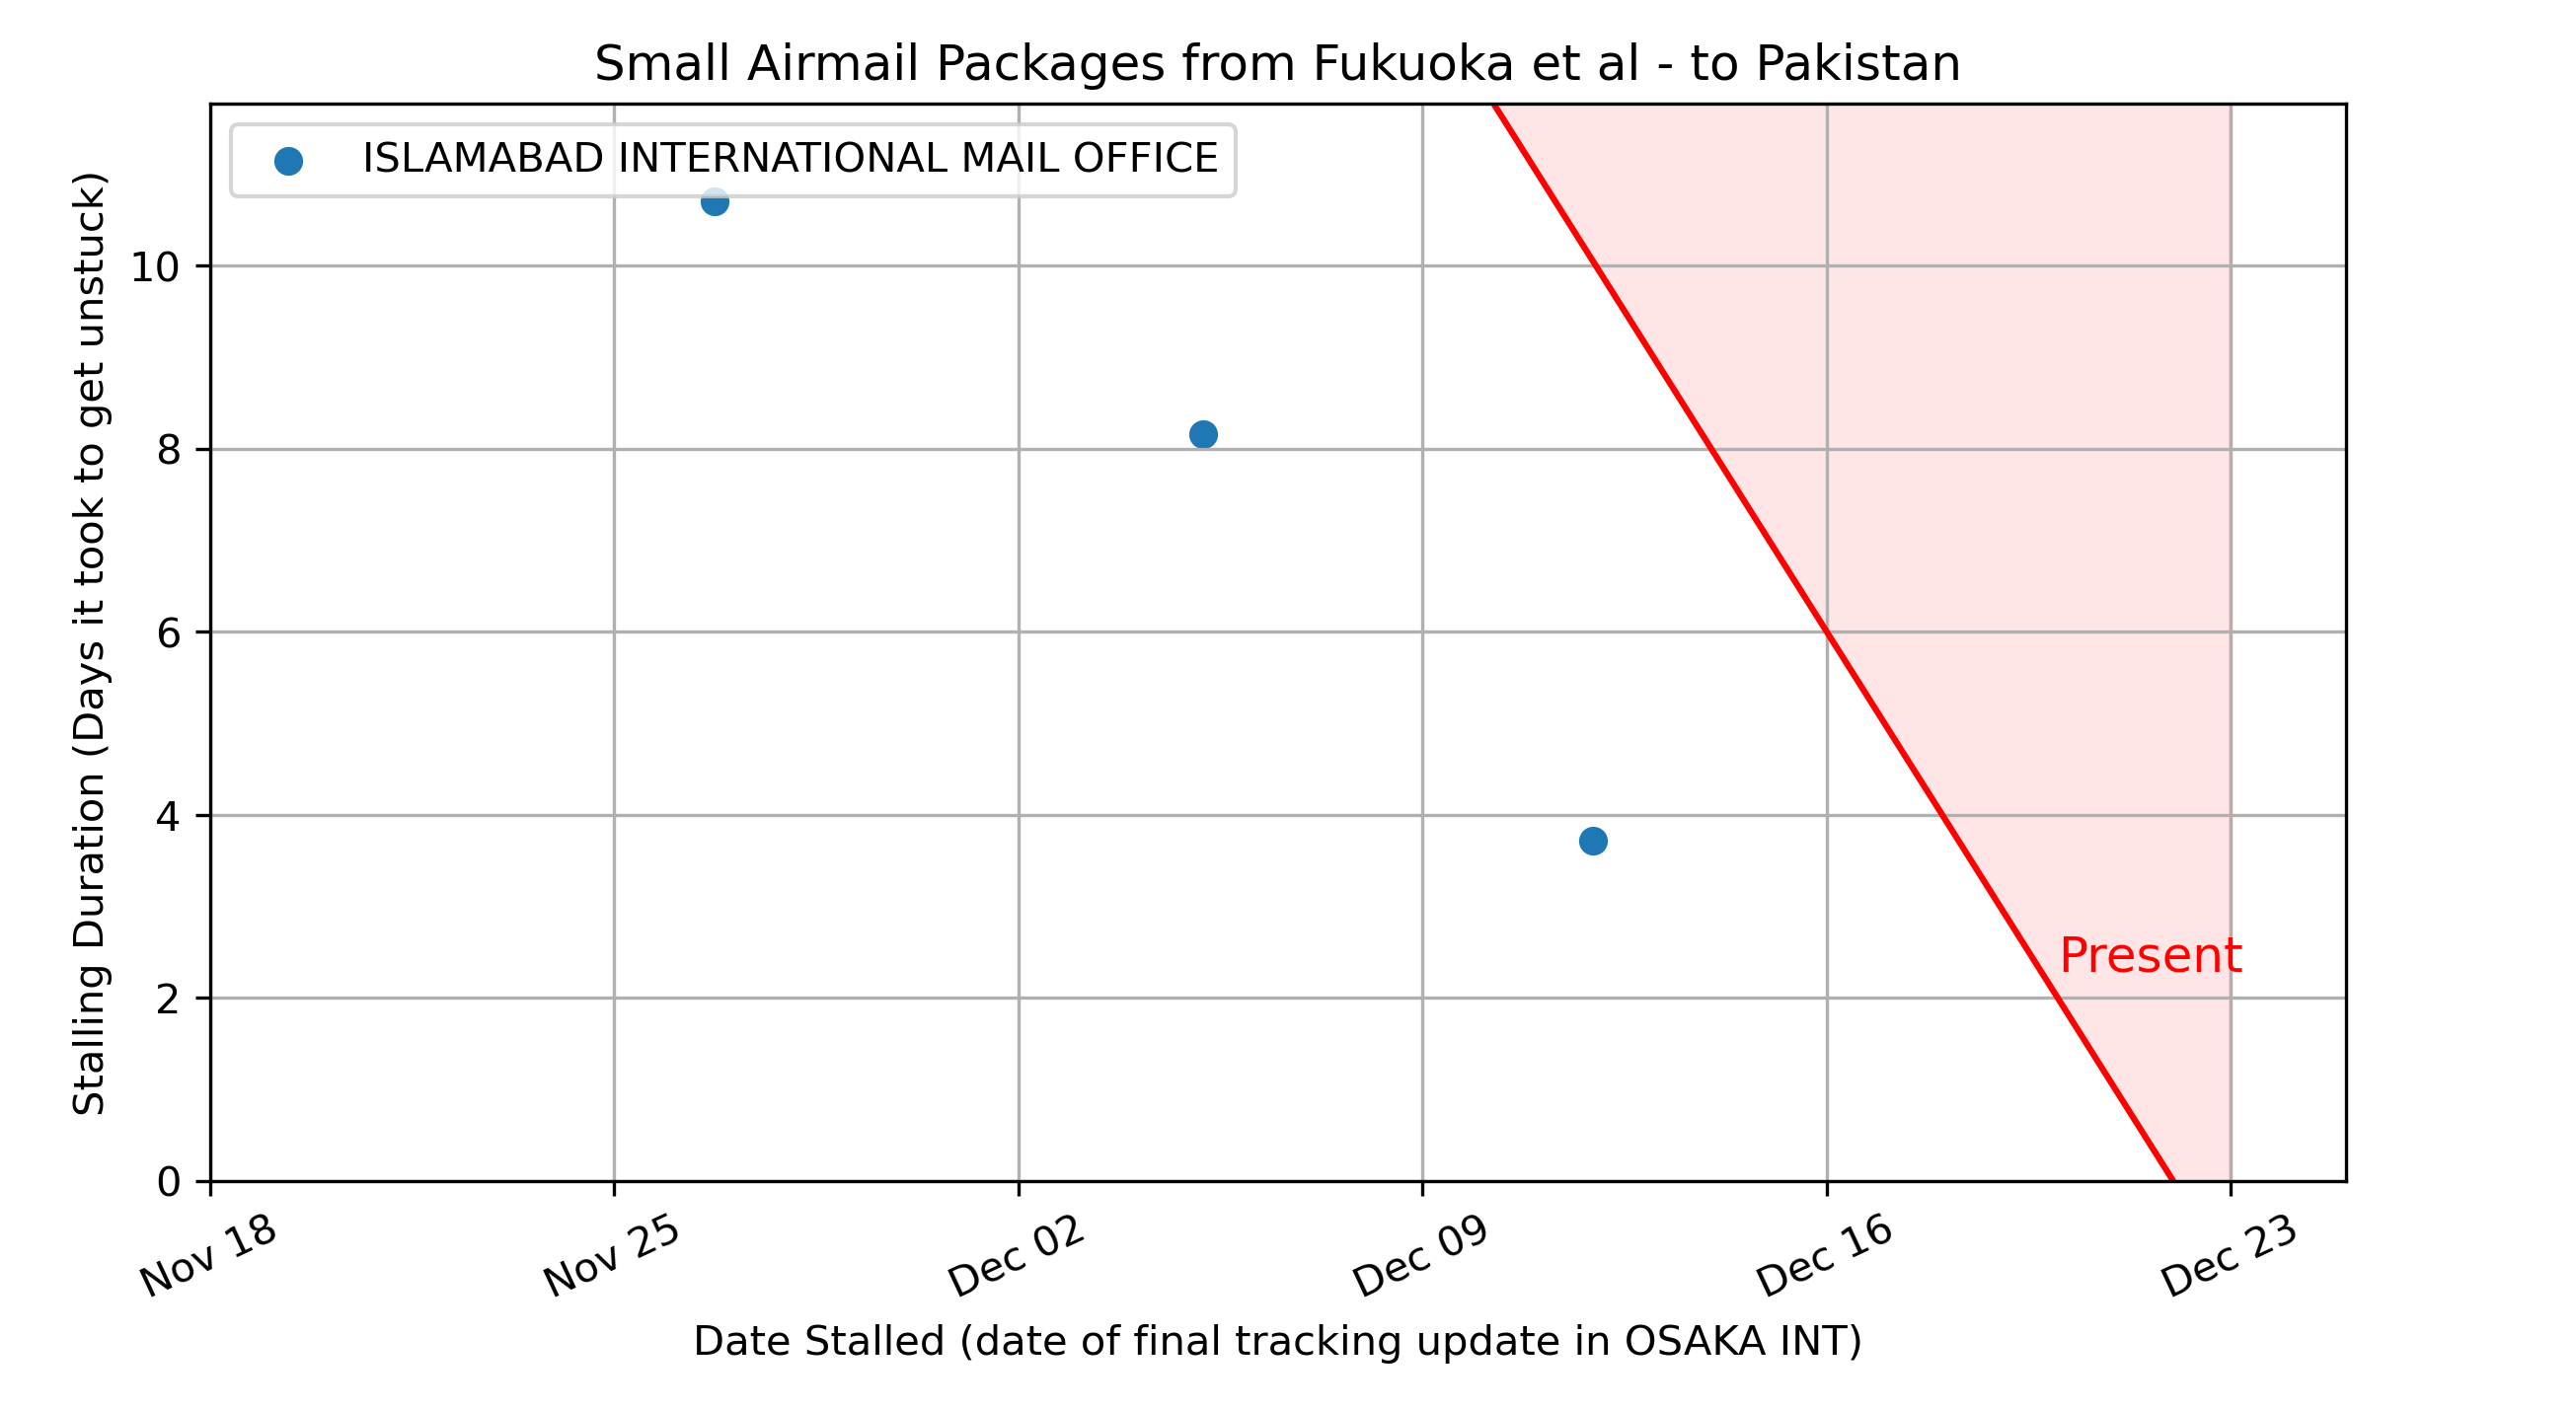 Small Airmail Packages from Fukuoka et al - to Pakistan
ISLAMABAD INTERNATIONAL MAIL OFFICE
Stalling Duration (Days it took to get unstuck)
10
8
6
4
2
0
Present
Nov 18
Nov 25
Dec 02
Dec 09
Dec 16
Dec 23
Date Stalled (date of final tracking update in OSAKA INT)